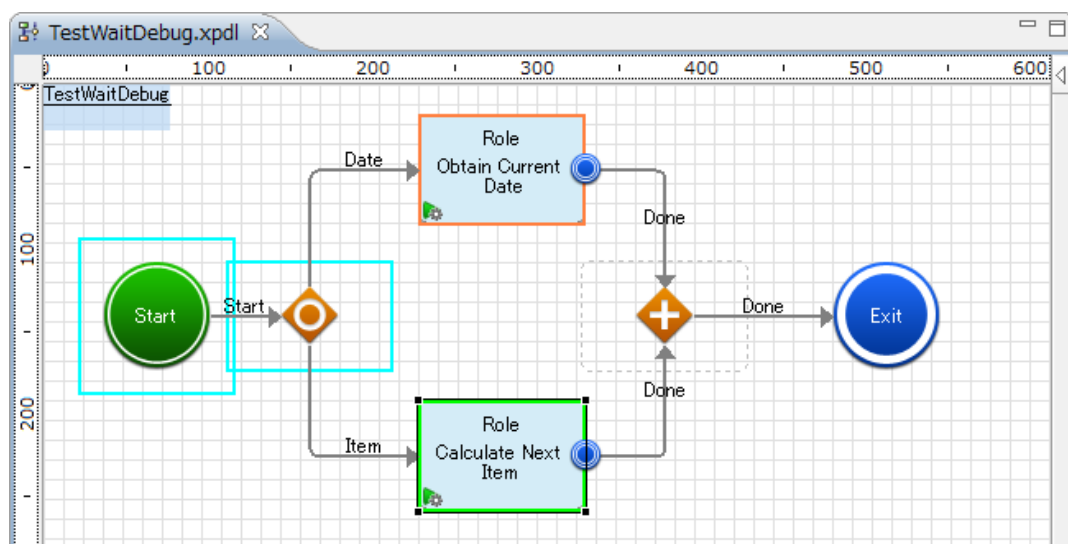 TestWaitDebug.xpdl
0 100 200 300 400 500 600
TestWaitDebug
Role
Date
Obtain Current
Date
Done
100
Start
Start
Done
Exit
Done
200
Role
Item
Calculate Next
Item